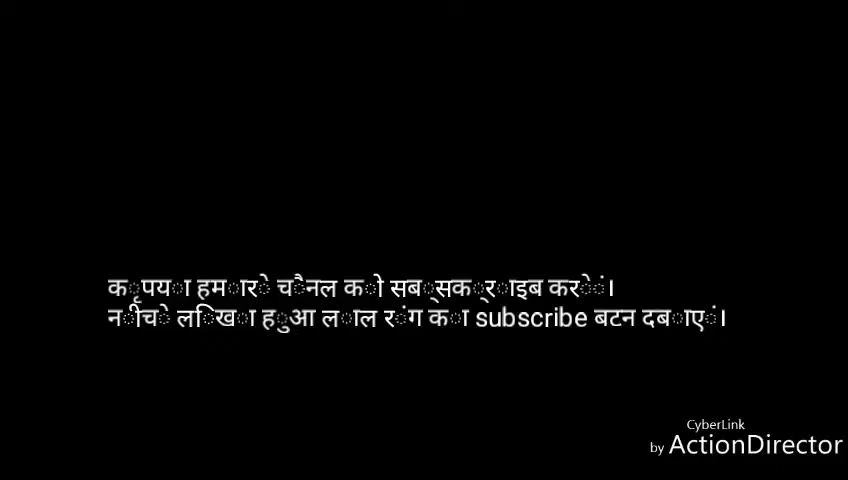 कृपया हमारे चैनल को सब्सक्राइब करें।
नीचे लिखा हुआ लाल रंग का subscribe बटन दबाएं।
CyberLink
by ActionDirector